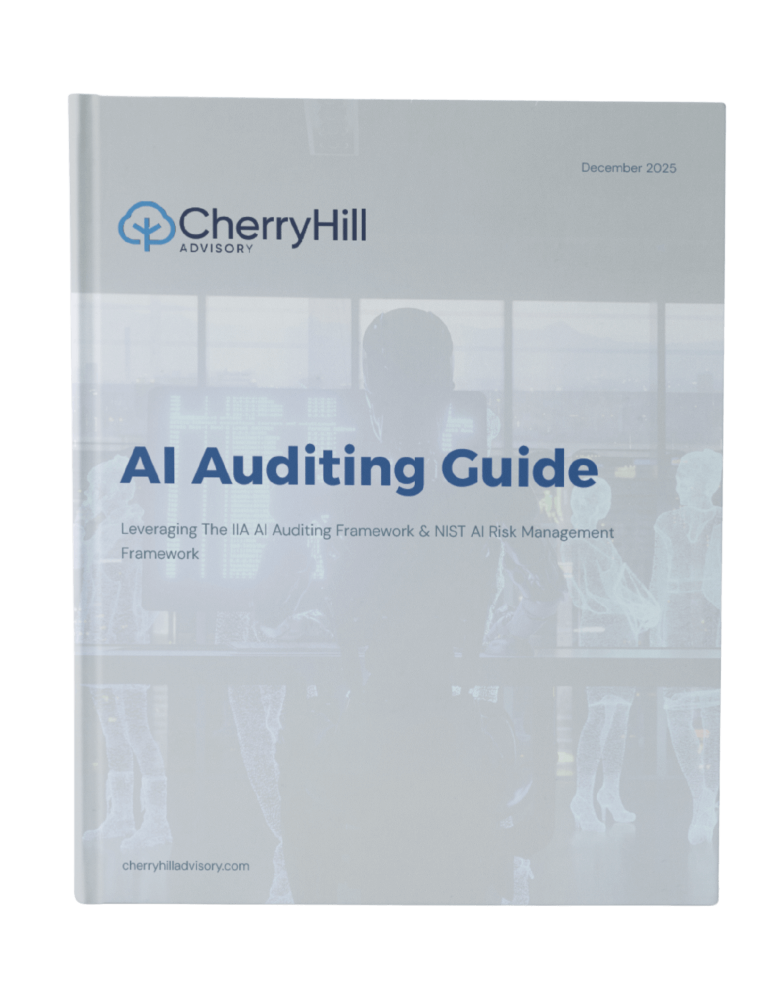 December 2025
CherryHill
ADVISORY
AI Auditing Guide
Leveraging The IIA AI Auditing Framework & NIST AI Risk Management
Framework
cherryhilladvisory.com